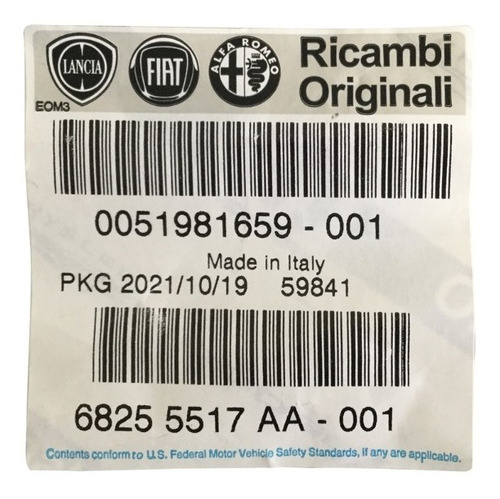 LANCIA
FIAT
ALFA ROMEO
Ricambi
Originali
EOM3
0051981659 - 001
Made in Italy
PKG 2021/10/19 59841
6825 5517 AA - 001
Contents conform to U.S. Federal Motor Vehicle Safety Standards, if any are applicable.